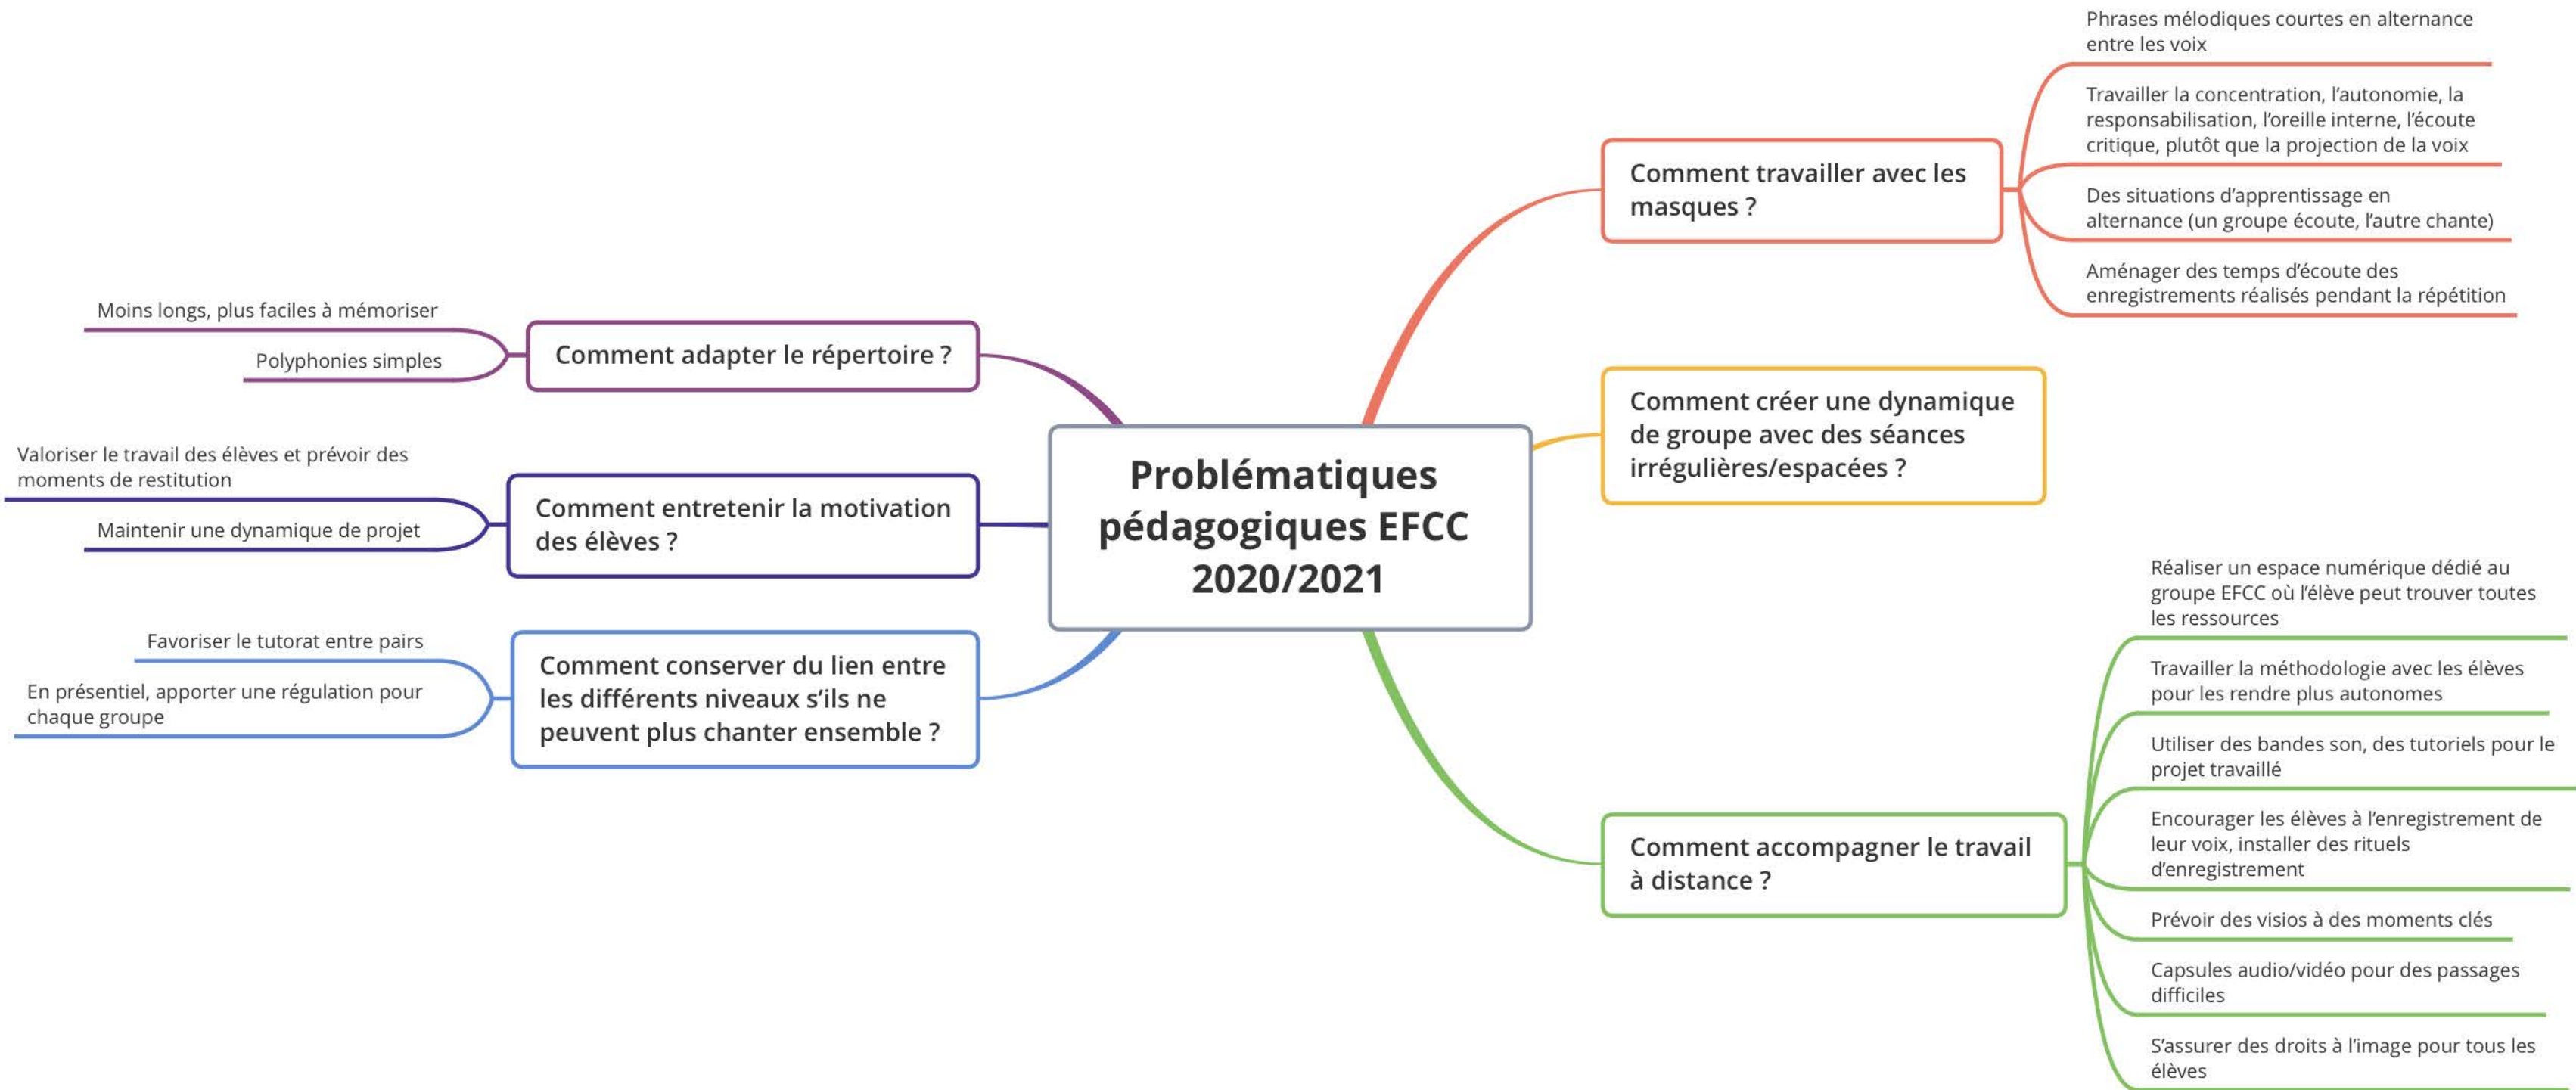 Problématiques
pédagogiques EFCC
2020/2021
Comment travailler avec les
masques ?
Phrases mélodiques courtes en alternance
entre les voix
Travailler la concentration, l’autonomie, la
responsabilisation, l’oreille interne, l’écoute
critique, plutôt que la projection de la voix
Des situations d’apprentissage en
alternance (un groupe écoute, l’autre chante)
Aménager des temps d’écoute des
enregistrements réalisés pendant la répétition
Comment créer une dynamique
de groupe avec des séances
irrégulières/espacées ?
Comment accompagner le travail
à distance ?
Réaliser un espace numérique dédié au
groupe EFCC où l’élève peut trouver toutes
les ressources
Travailler la méthodologie avec les élèves
pour les rendre plus autonomes
Utiliser des bandes son, des tutoriels pour le
projet travaillé
Encourager les élèves à l’enregistrement de
leur voix, installer des rituels
d’enregistrement
Prévoir des visios à des moments clés
Capsules audio/vidéo pour des passages
difficiles
S’assurer des droits à l’image pour tous les
élèves
Comment adapter le répertoire ?
Moins longs, plus faciles à mémoriser
Polyphonies simples
Comment entretenir la motivation
des élèves ?
Valoriser le travail des élèves et prévoir des
moments de restitution
Maintenir une dynamique de projet
Comment conserver du lien entre
les différents niveaux s’ils ne
peuvent plus chanter ensemble ?
Favoriser le tutorat entre pairs
En présentiel, apporter une régulation pour
chaque groupe